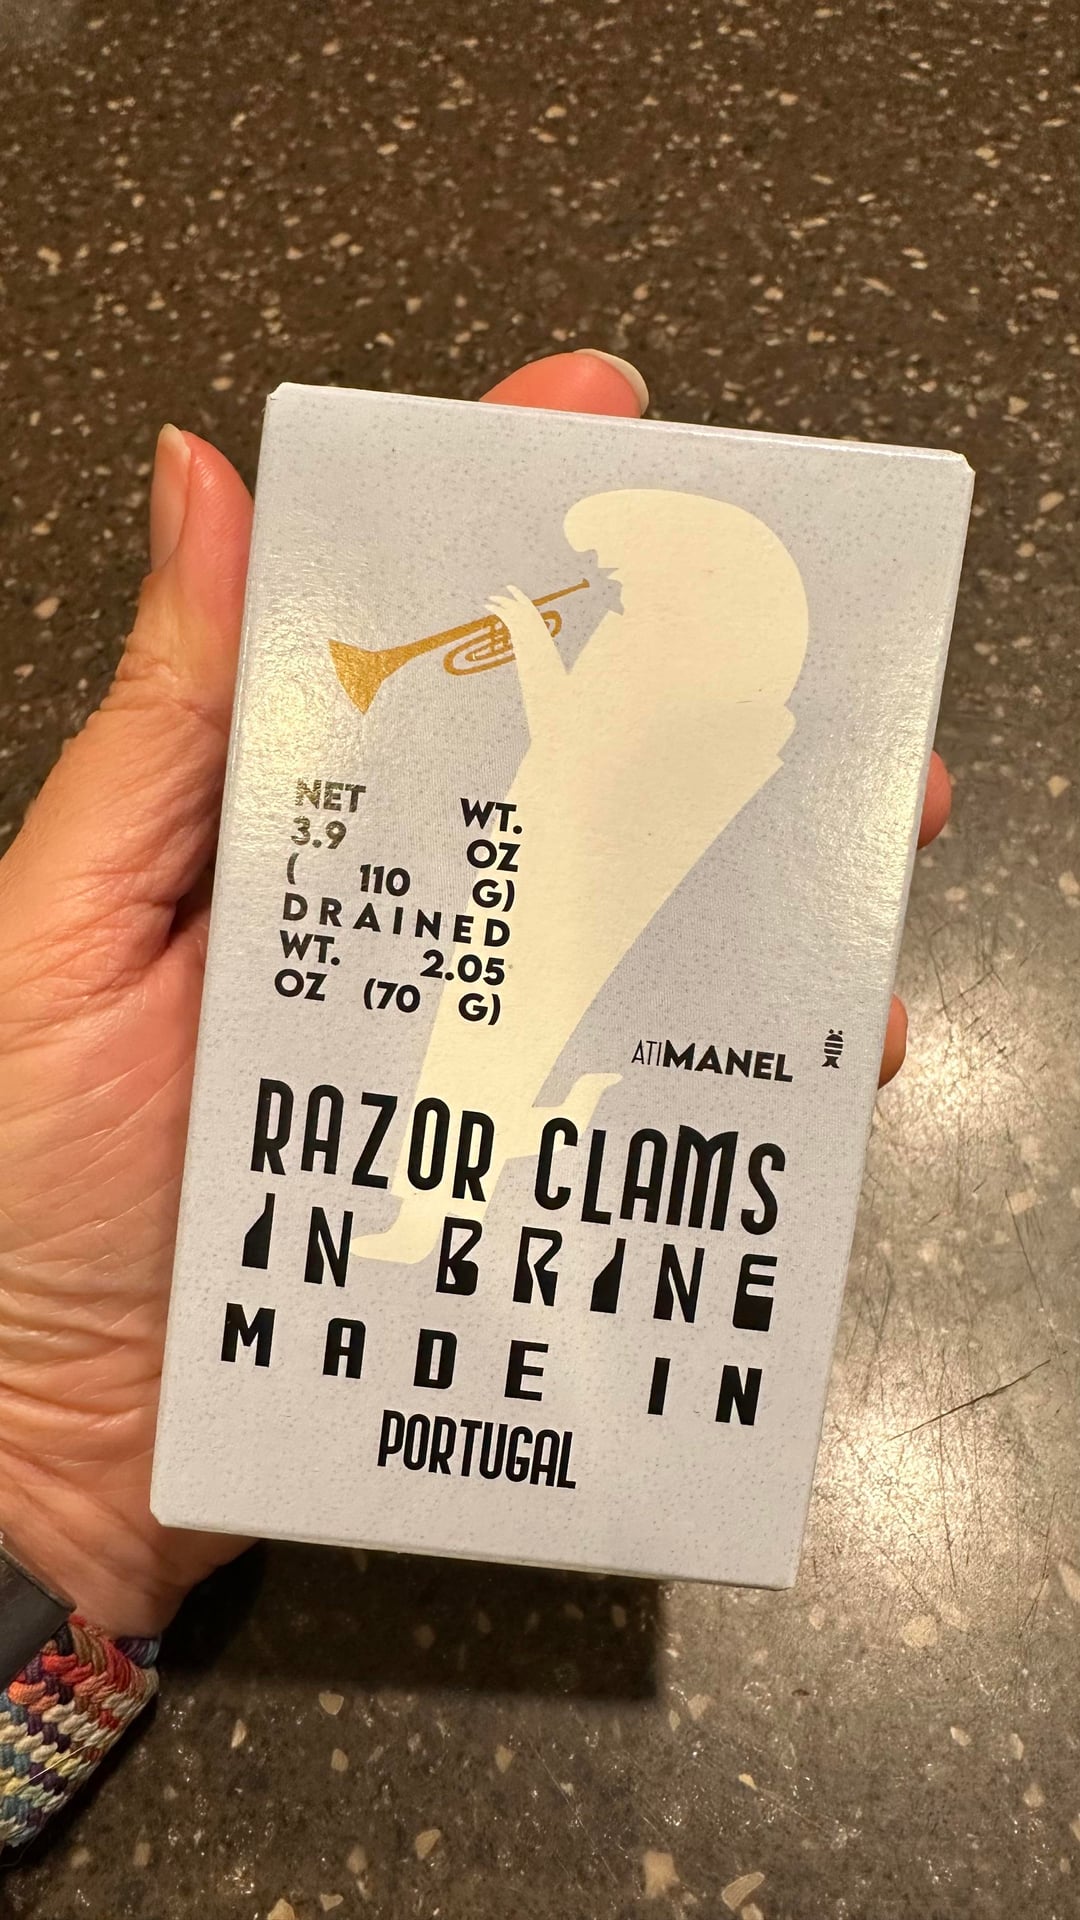 NET WT.
3.9 OZ
( 110 G)
DRAINED
WT. 2.05
OZ (70 G)
ATIMANEL
RAZOR CLAMS
IN BRINE
MADE IN
PORTUGAL